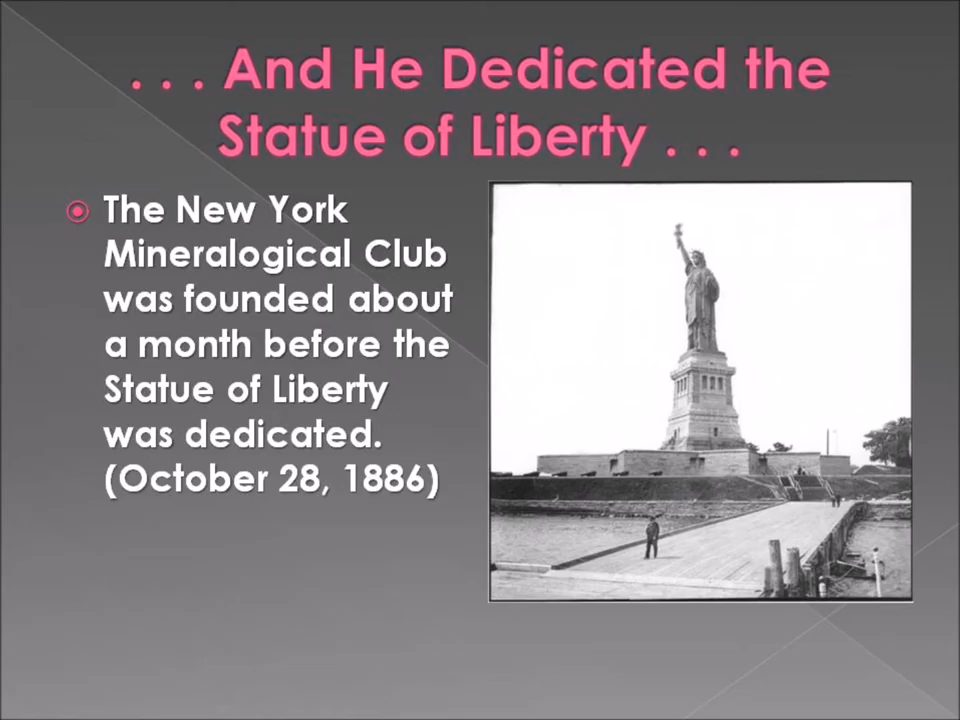 . . . And He Dedicated the
Statue of Liberty . . .
The New York
Mineralogical Club
was founded about
a month before the
Statue of Liberty
was dedicated.
(October 28, 1886)